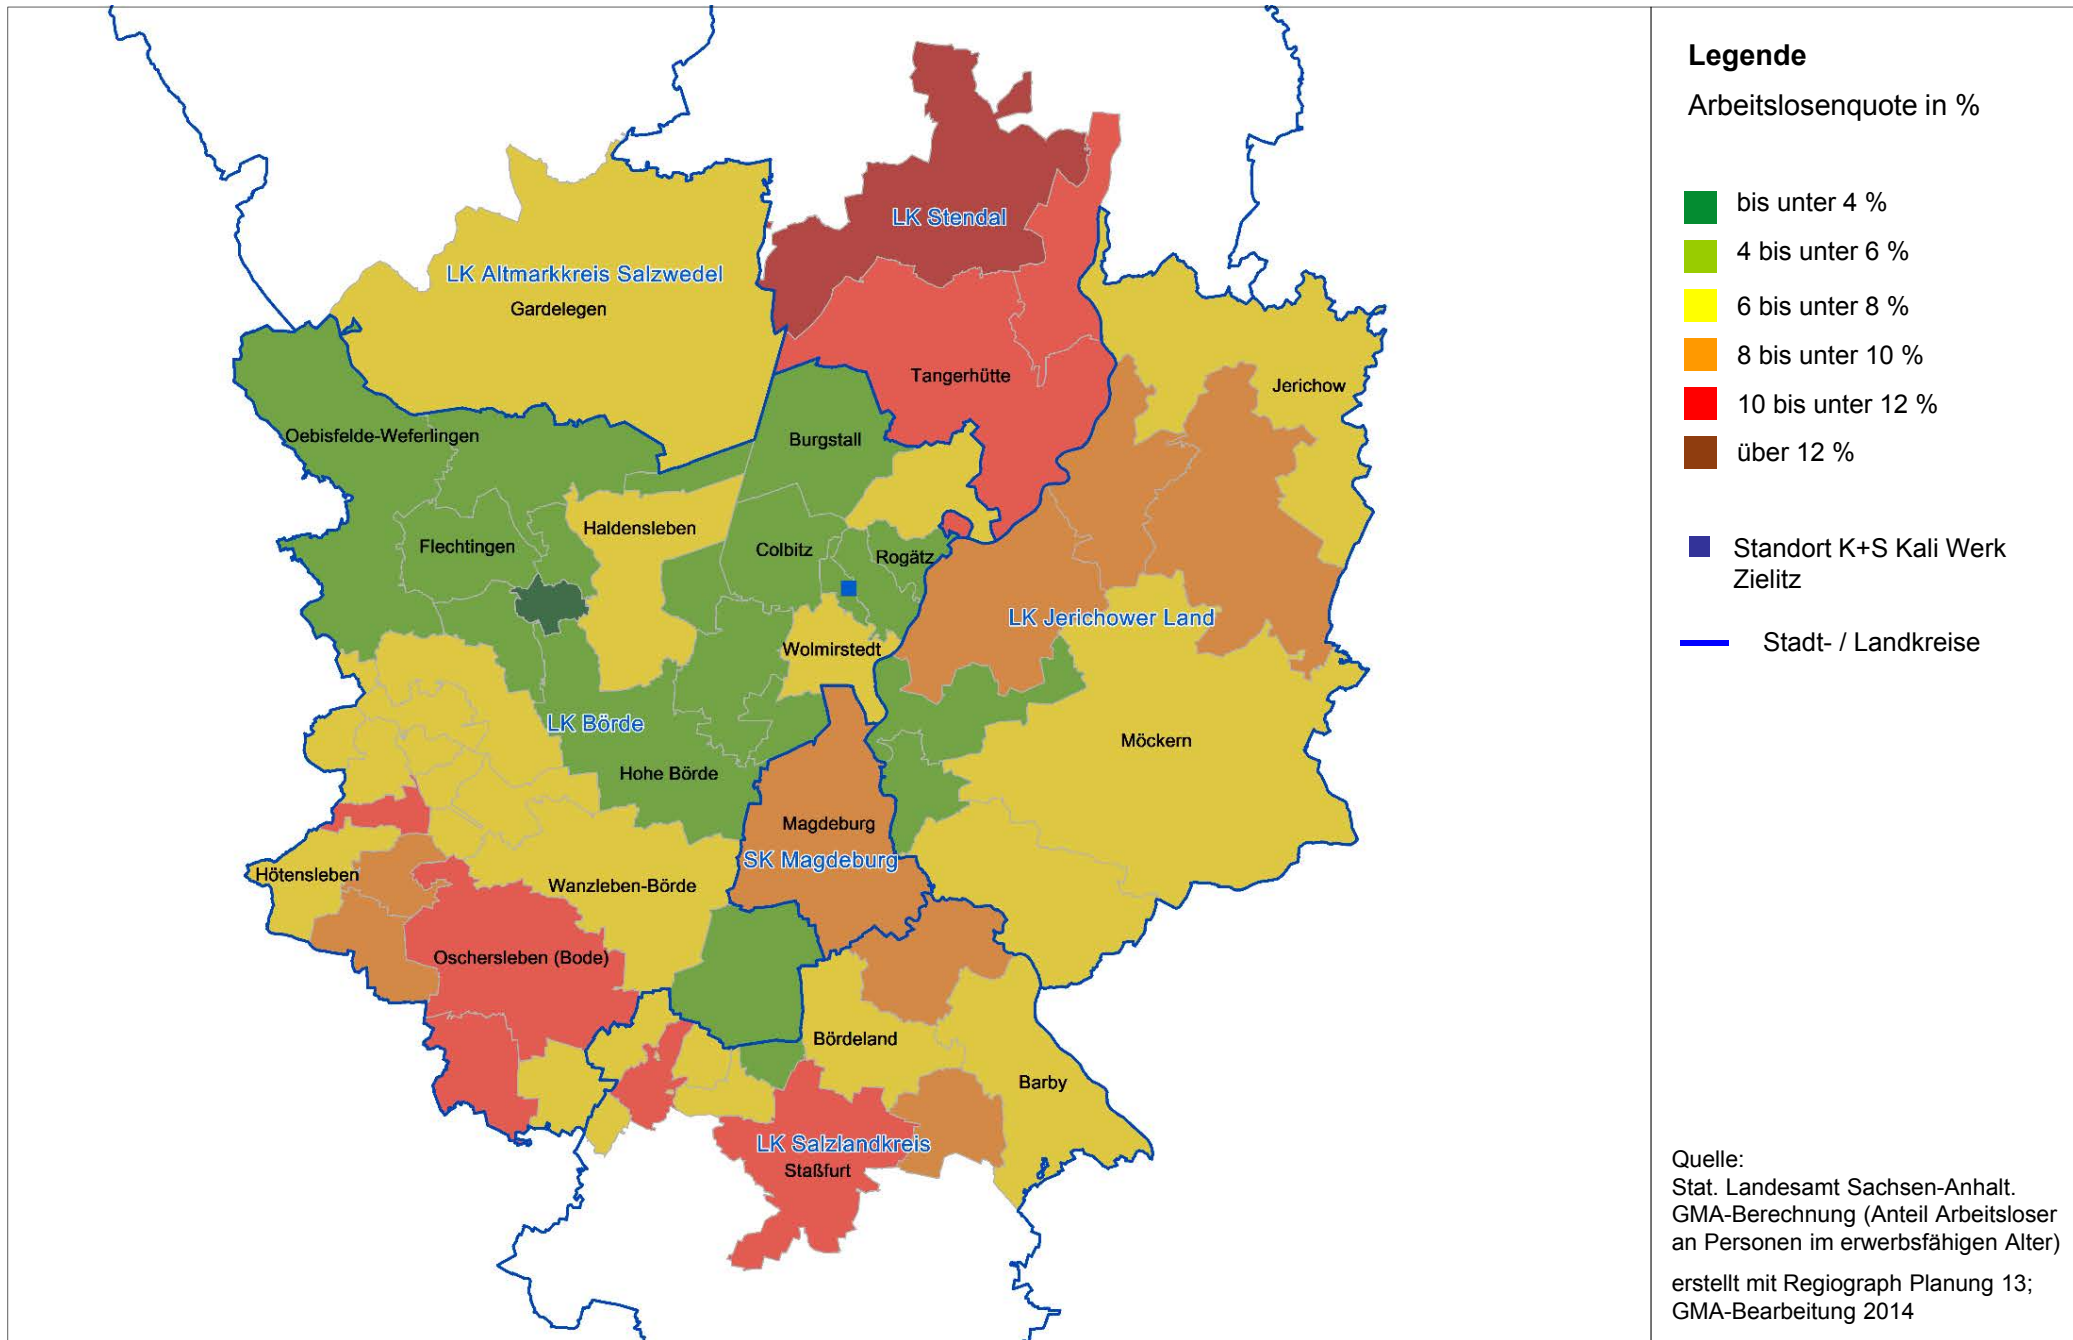 LK Stendal
LK Altmarkkreis Salzwedel
Gardelegen
Tangerhütte
Jerichow
Oebisfelde-Weferlingen
Burgstall
Haldensleben
Flechtingen
Colbitz
Rogätz
LK Jerichower Land
Wolmirstedt
LK Börde
Möckern
Hohe Börde
Magdeburg
SK Magdeburg
Hötensleben
Wanzleben-Börde
Oschersleben (Bode)
Bördeland
Barby
LK Salzlandkreis
Staßfurt
Legende
Arbeitslosenquote in %
bis unter 4 %
4 bis unter 6 %
6 bis unter 8 %
8 bis unter 10 %
10 bis unter 12 %
über 12 %
Standort K+S Kali Werk
Zielitz
Stadt- / Landkreise
Quelle:
Stat. Landesamt Sachsen-Anhalt.
GMA-Berechnung (Anteil Arbeitsloser
an Personen im erwerbsfähigen Alter)
erstellt mit Regiograph Planung 13;
GMA-Bearbeitung 2014